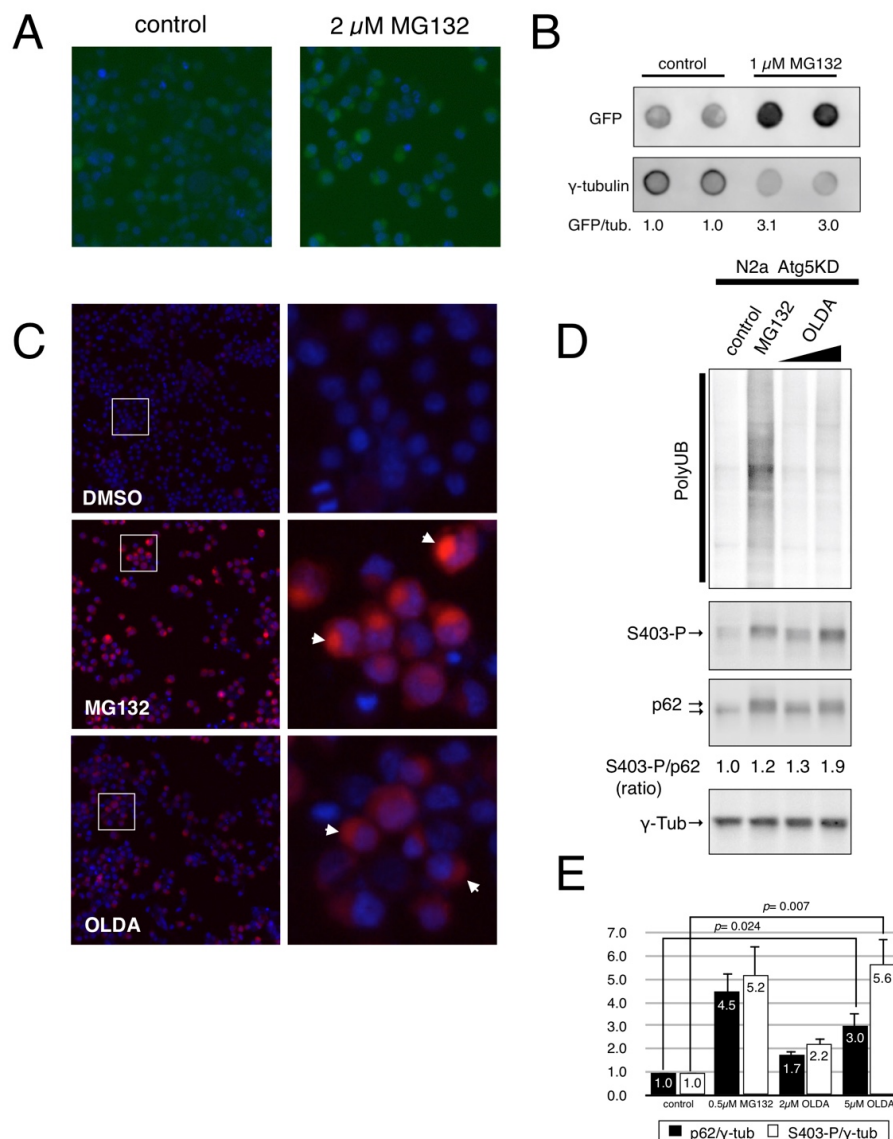 A
control
2 µM MG132
B
control
1 µM MG132
GFP
γ-tubulin
GFP/tub.
1.0
1.0
3.1
3.0
C
DMSO
MG132
OLDA
D
N2a Atg5KD
control
MG132
OLDA
PolyUB
S403-P→
p62
S403-P/p62 1.0 1.2 1.3 1.9
(ratio)
γ-Tub→
E
p= 0.007
p= 0.024
7.0
6.0
5.0
4.0
3.0
2.0
1.0
0.0
1.0
1.0
4.5
5.2
1.7
2.2
3.0
5.6
control
0.5µM MG132
2µM OLDA
5µM OLDA
p62/γ-tub
S403-P/γ-tub